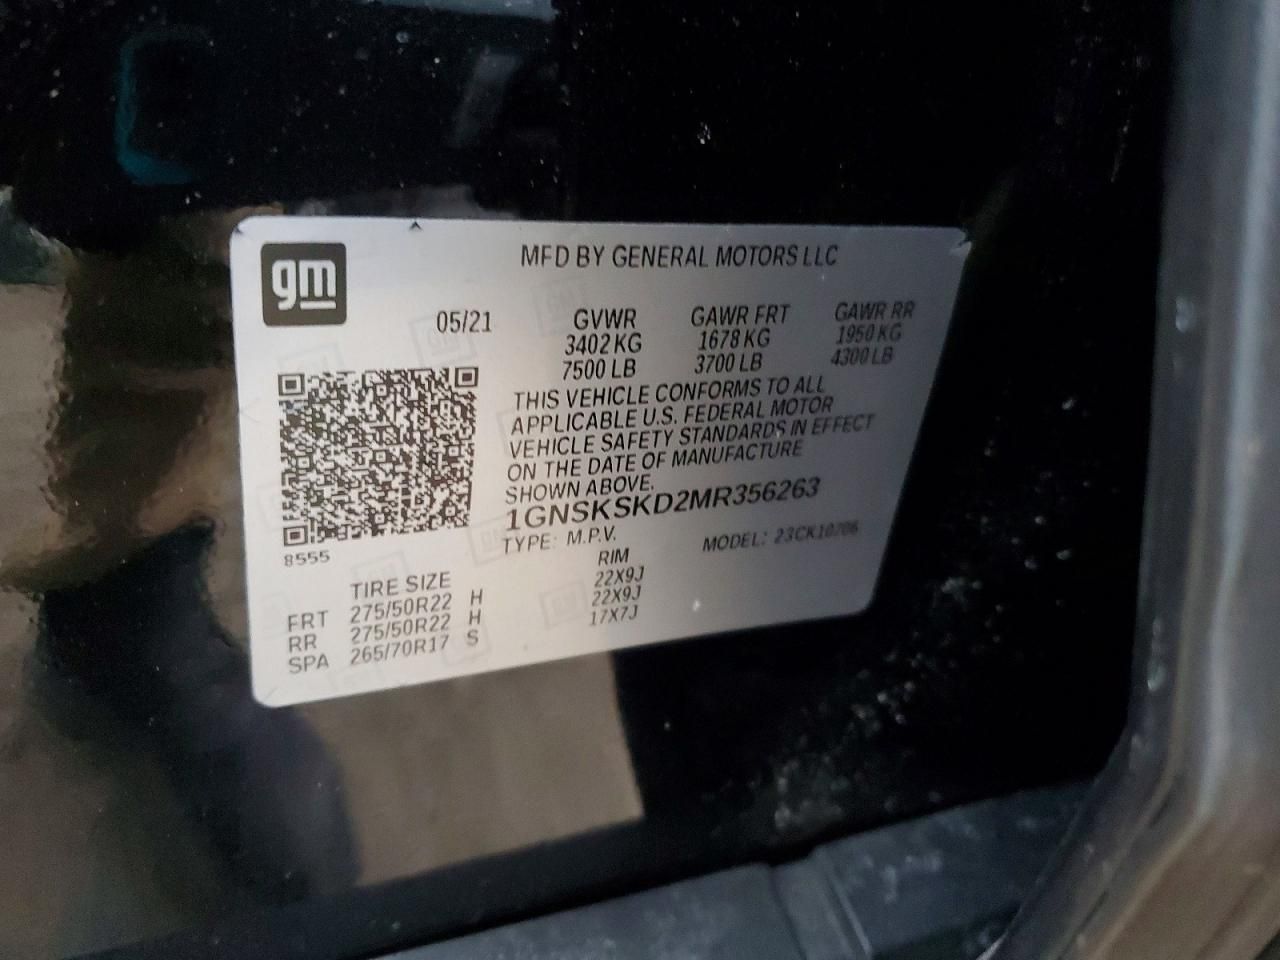 gm
MFD BY GENERAL MOTORS LLC
05/21 GVWR GAWR FRT GAWR RR
3402 KG 1678 KG 1950 KG
7500 LB 3700 LB 4300 LB
THIS VEHICLE CONFORMS TO ALL
APPLICABLE U.S. FEDERAL MOTOR
VEHICLE SAFETY STANDARDS IN EFFECT
ON THE DATE OF MANUFACTURE
SHOWN ABOVE.
1GNSKSKD2MR356263
8555
TYPE: M.P.V. MODEL: 23CK10706
TIRE SIZE RIM
FRT 275/50R22 H 22X9J
RR 275/50R22 H 22X9J
SPA 265/70R17 S 17X7J